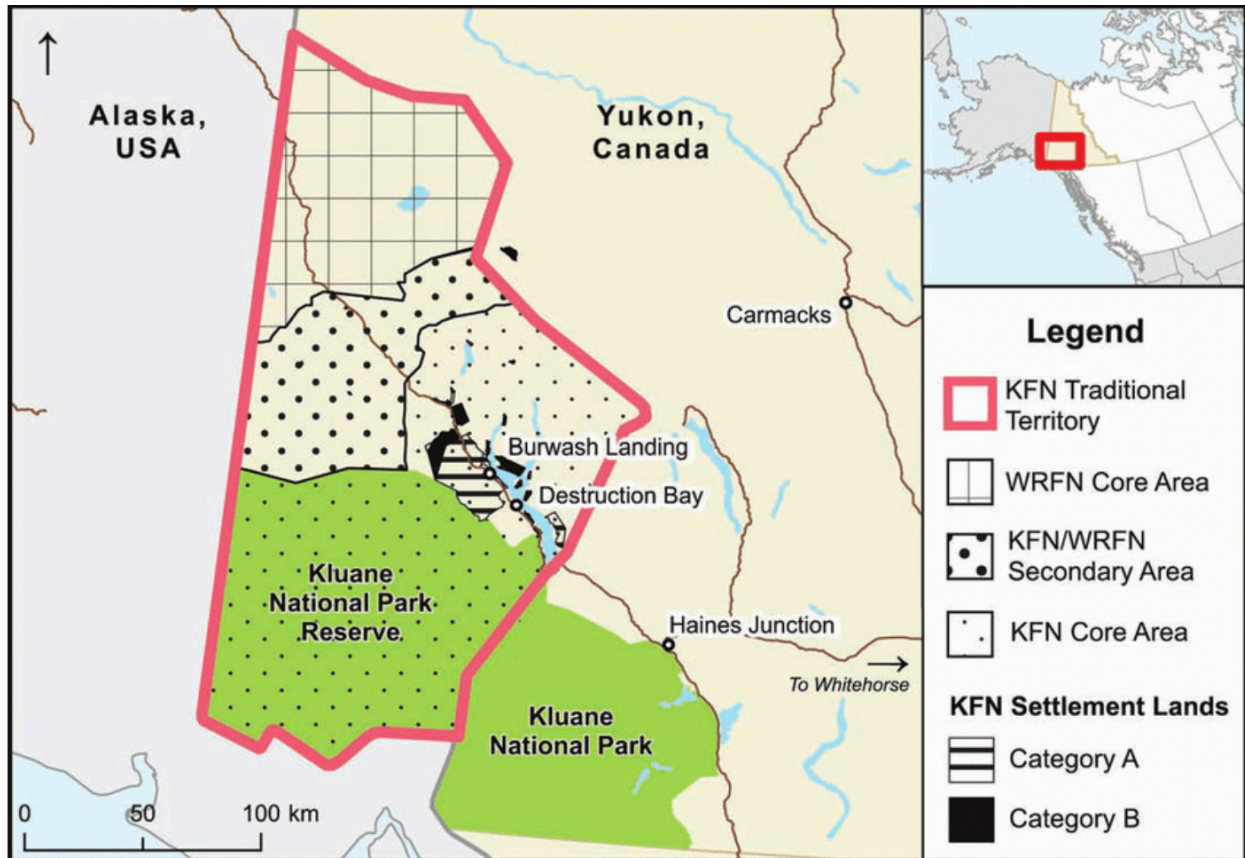 Alaska,
USA
Yukon,
Canada
Carmacks
Burwash Landing
Destruction Bay
Kluane
National Park
Reserve
Haines Junction
To Whitehorse
Kluane
National Park
0 50 100 km
Legend
KFN Traditional
Territory
WRFN Core Area
KFN/WRFN
Secondary Area
KFN Core Area
KFN Settlement Lands
Category A
Category B